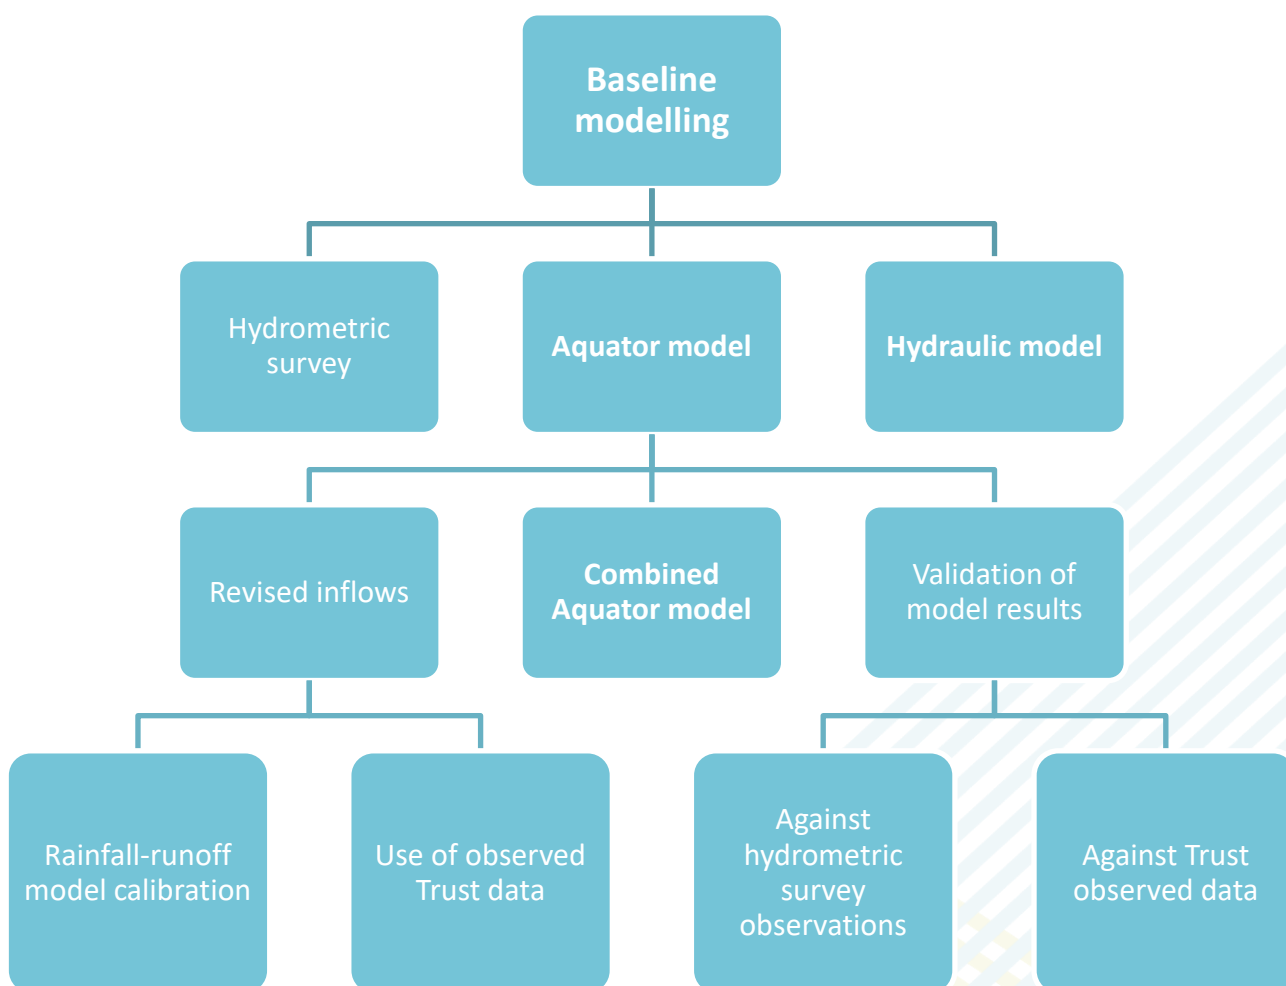 Baseline
modelling
Hydrometric
survey
Aquator model
Hydraulic model
Revised inflows
Combined
Aquator model
Validation of
model results
Rainfall-runoff
model calibration
Use of observed
Trust data
Against
hydrometric
survey
observations
Against Trust
observed data